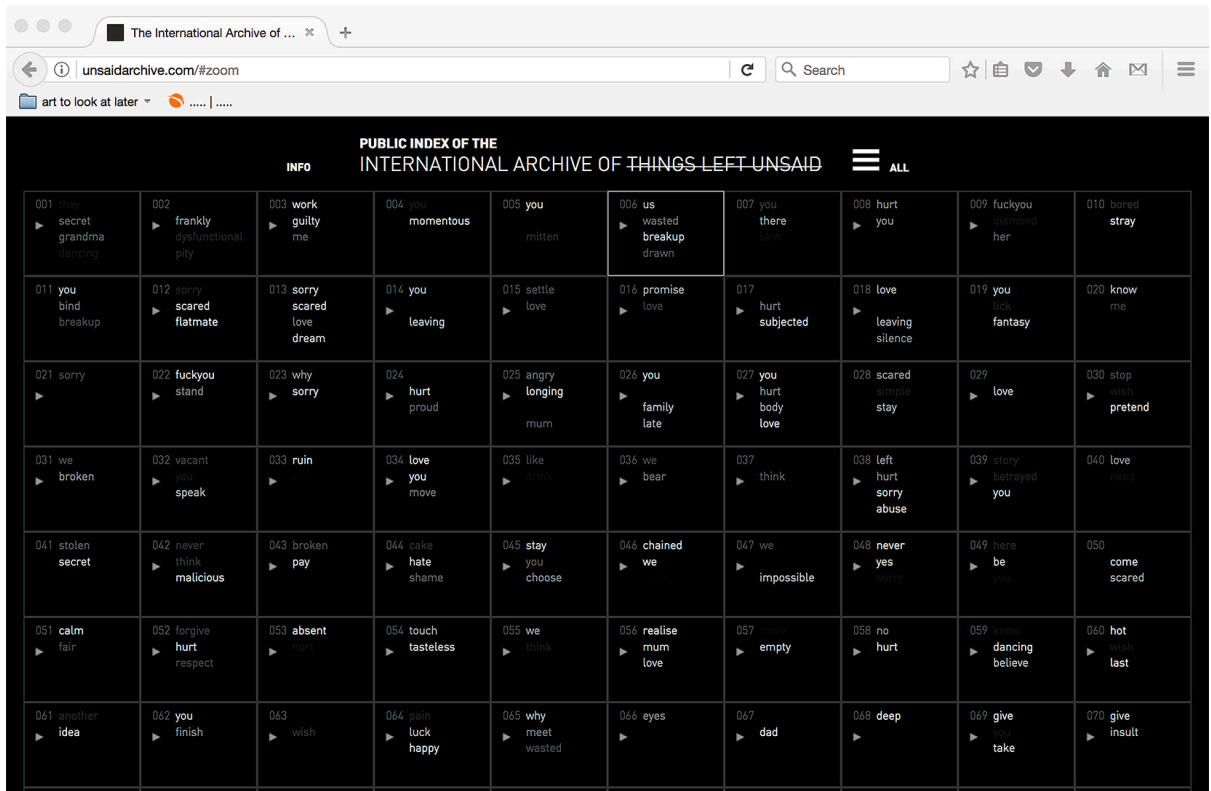 The International Archive of ...
unsaidarchive.com/#zoom
Search
art to look at later
..... | .....
INFO
PUBLIC INDEX OF THE
INTERNATIONAL ARCHIVE OF THINGS LEFT UNSAID
ALL
001 they
secret
grandma
dancing
002
frankly
dysfunctional
pity
003 work
guilty
me
004 you
momentous
005 you
mitten
006 us
wasted
breakup
drawn
007 you
there
skin
008 hurt
you
009 fuckyou
diamond
her
010 bored
stray
011 you
bind
breakup
012 sorry
scared
flatmate
013 sorry
scared
love
dream
014 you
leaving
015 settle
love
016 promise
love
017
hurt
subjected
018 love
leaving
silence
019 you
lick
fantasy
020 know
me
021 sorry
022 fuckyou
stand
023 why
sorry
024
hurt
proud
025 angry
longing
mum
026 you
family
late
027 you
hurt
body
love
028 scared
simple
stay
029
love
030 stop
wish
pretend
031 we
broken
032 vacant
you
speak
033 ruin
034 love
you
move
035 like
drink
036 we
bear
037
think
038 left
hurt
sorry
abuse
039 story
betrayed
you
040 love
need
041 stolen
secret
042 never
think
malicious
043 broken
pay
044 cake
hate
shame
045 stay
you
choose
046 chained
we
047 we
impossible
048 never
yes
sorry
049 here
be
you
050
come
scared
051 calm
fair
052 forgive
hurt
respect
053 absent
hurt
054 touch
tasteless
055 we
think
056 realise
mum
love
057
empty
058 no
hurt
059 know
dancing
believe
060 hot
wish
last
061 another
idea
062 you
finish
063
wish
064 pain
luck
happy
065 why
meet
wasted
066 eyes
067
dad
068 deep
069 give
you
take
070 give
insult